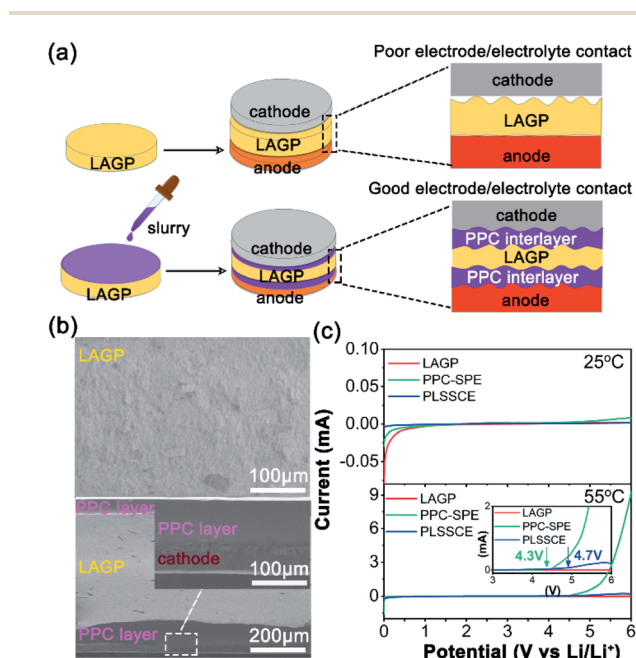 (a)
Poor electrode/electrolyte contact
cathode
LAGP
anode
LAGP
cathode
LAGP
anode
slurry
LAGP
cathode
LAGP
anode
Good electrode/electrolyte contact
cathode
PPC interlayer
LAGP
PPC interlayer
anode
(b)
LAGP
100μm
PPC layer
LAGP
PPC layer
cathode
100μm
PPC layer
200μm
(c)
Current (mA)
0.10
0.05
0.00
-0.05
LAGP
PPC-SPE
PLSSCE
25ºC
9
6
3
0
LAGP
PPC-SPE
PLSSCE
55ºC
2
0
(mA)
LAGP
PPC-SPE
PLSSCE
4.3V
4.7V
3 4 5 6
(V)
0 1 2 3 4 5 6
Potential (V vs Li/Li⁺)